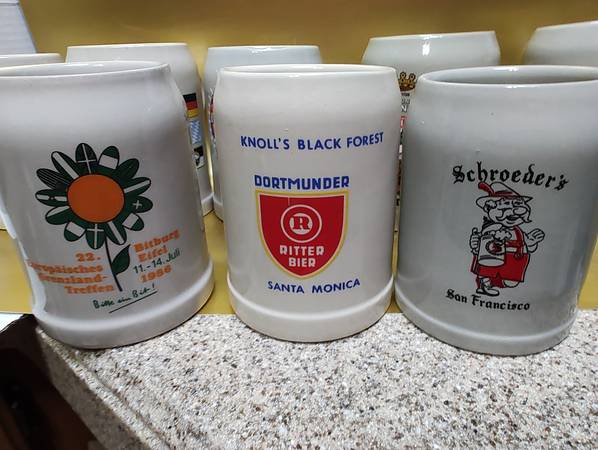 22.
Europäisches
Grenzland-
Treffen
Bitburg
Eifel
11.-14. Juli
1986
Bitte ein Bit!
KNOLL'S BLACK FOREST
DORTMUNDER
R
RITTER
BIER
SANTA MONICA
Schroeder's
San Francisco